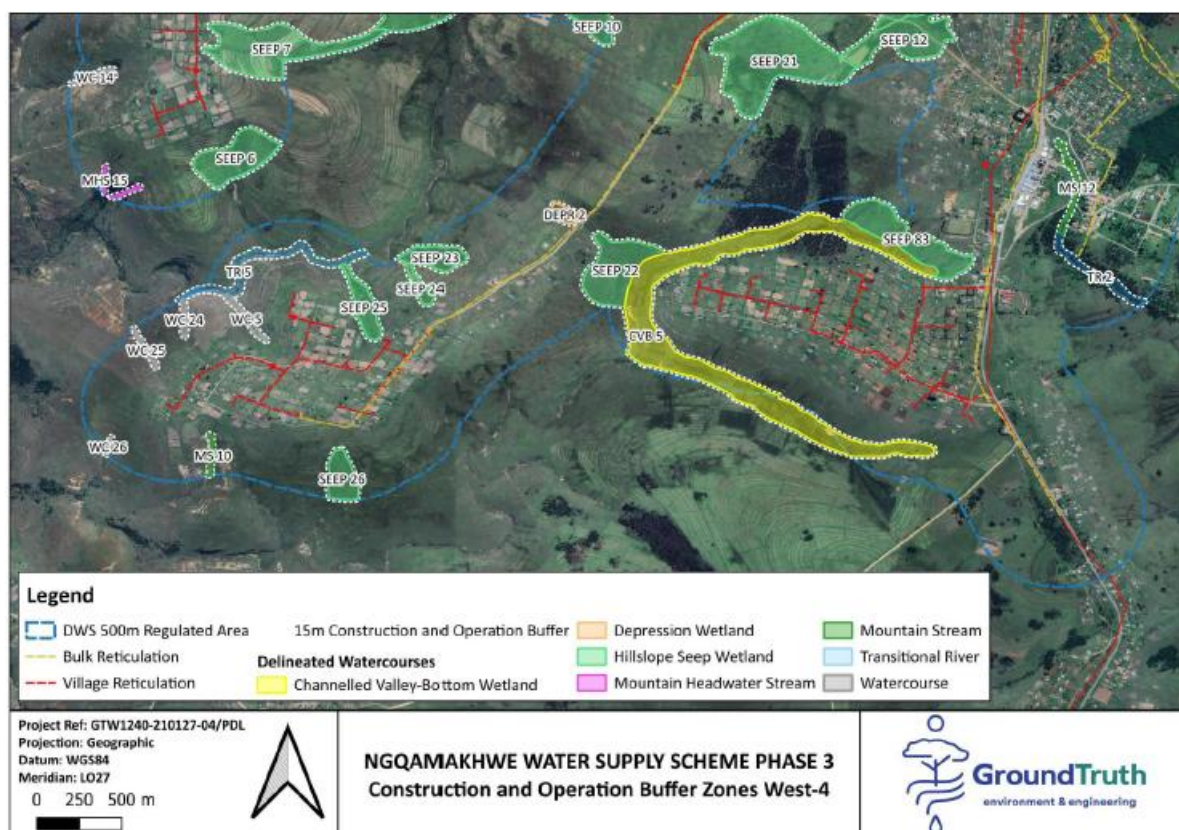 SEEP 7
SEEP 10
SEEP 12
SEEP 21
WC 14
SEEP 6
MHS 15
MS 12
DEPR 2
SEEP 83
SEEP 23
SEEP 22
TR 5
TR 2
SEEP 24
SEEP 25
WC 24
WC 5
CVB 5
WC 25
WC 26
MS 10
SEEP 26
Legend
DWS 500m Regulated Area
Bulk Reticulation
Village Reticulation
15m Construction and Operation Buffer
Delineated Watercourses
Channelled Valley-Bottom Wetland
Depression Wetland
Hillslope Seep Wetland
Mountain Headwater Stream
Mountain Stream
Transitional River
Watercourse
Project Ref: GTW1240-210127-04/PDL
Projection: Geographic
Datum: WGS84
Meridian: LO27
0 250 500 m
NGQAMAKHWE WATER SUPPLY SCHEME PHASE 3
Construction and Operation Buffer Zones West-4
GroundTruth
environment & engineering